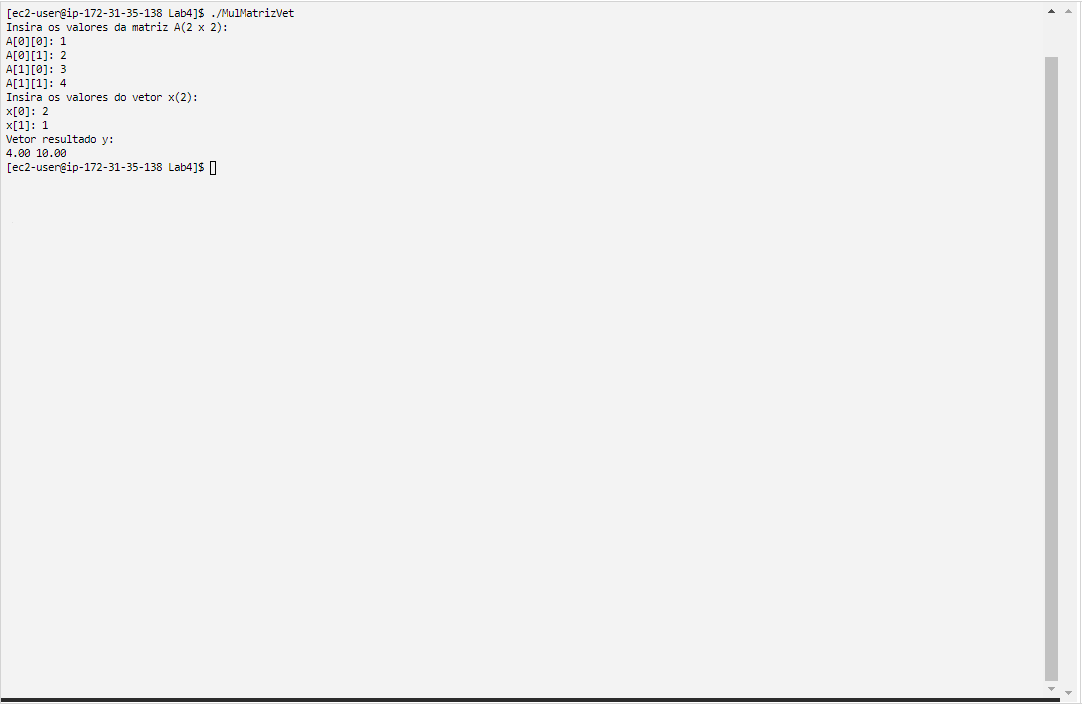 [ec2-user@ip-172-31-35-138 Lab4]$ ./MulMatrizVet
Insira os valores da matriz A(2 x 2):
A[0][0]: 1
A[0][1]: 2
A[1][0]: 3
A[1][1]: 4
Insira os valores do vetor x(2):
x[0]: 2
x[1]: 1
Vetor resultado y:
4.00 10.00
[ec2-user@ip-172-31-35-138 Lab4]$